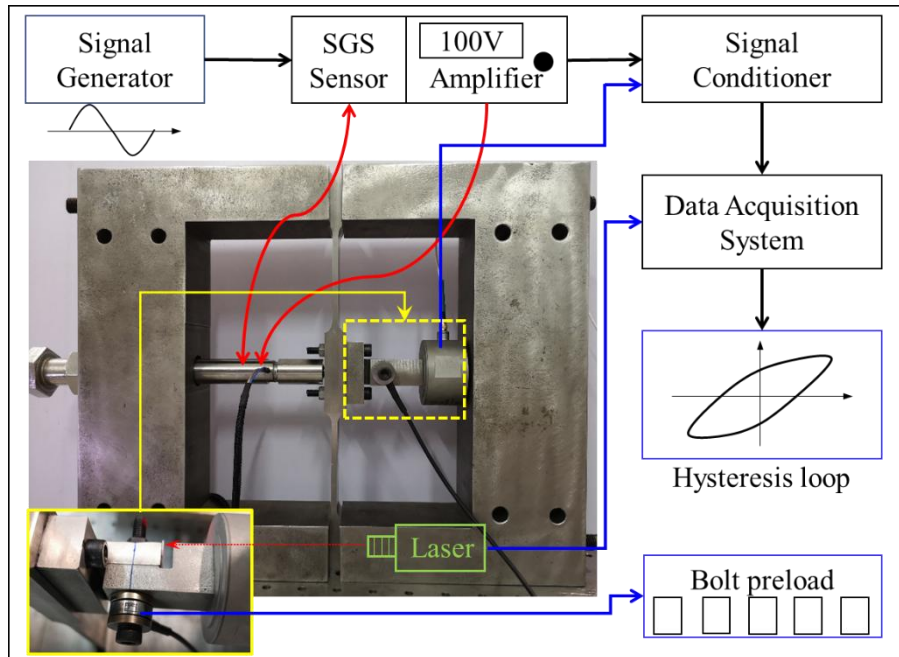 Signal
Generator
SGS
Sensor
100V
Amplifier
Signal
Conditioner
Data Acquisition
System
Hysteresis loop
Laser
Bolt preload